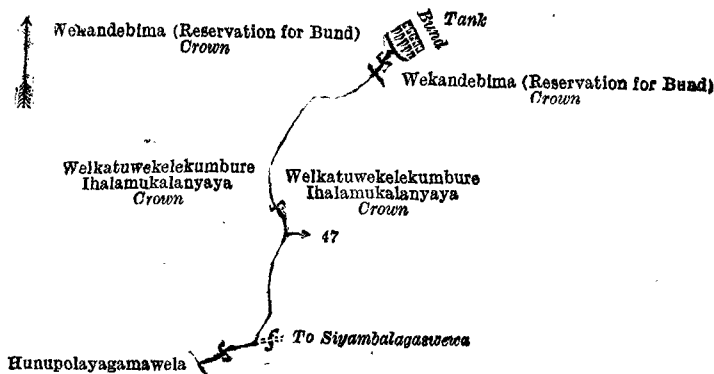 Wekandebima (Reservation for Bund)
Crown
Bund
Tank
Wekandebima (Reservation for Bund)
Crown
Welkatuwekelekumbure
Ihalamukalanyaya
Crown
Welkatuwekelekumbure
Ihalamukalanyaya
Crown
47
To Siyambalagaswewa
Hunupolayagamawela